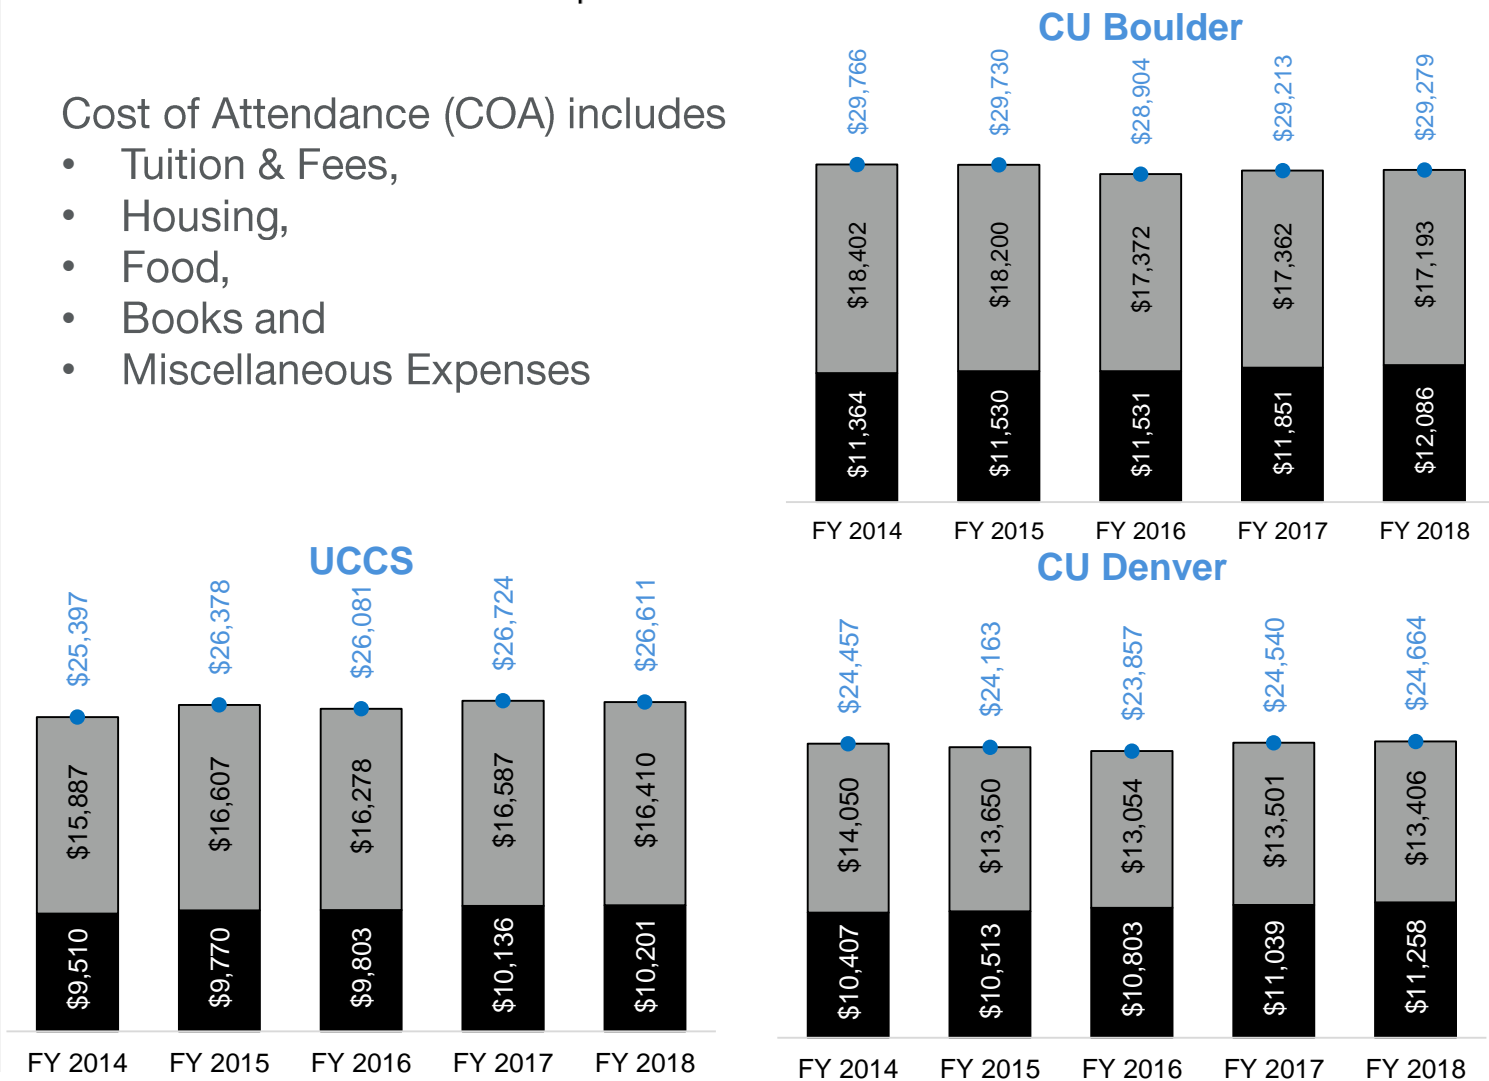 Cost of Attendance (COA) includes
• Tuition & Fees,
• Housing,
• Food,
• Books and
• Miscellaneous Expenses
CU Boulder
$29,766 $29,730 $28,904 $29,213 $29,279
$18,402 $18,200 $17,372 $17,362 $17,193
$11,364 $11,530 $11,531 $11,851 $12,086
FY 2014 FY 2015 FY 2016 FY 2017 FY 2018
UCCS
$25,397 $26,378 $26,081 $26,724 $26,611
$15,887 $16,607 $16,278 $16,587 $16,410
$9,510 $9,770 $9,803 $10,136 $10,201
FY 2014 FY 2015 FY 2016 FY 2017 FY 2018
CU Denver
$24,457 $24,163 $23,857 $24,540 $24,664
$14,050 $13,650 $13,054 $13,501 $13,406
$10,407 $10,513 $10,803 $11,039 $11,258
FY 2014 FY 2015 FY 2016 FY 2017 FY 2018